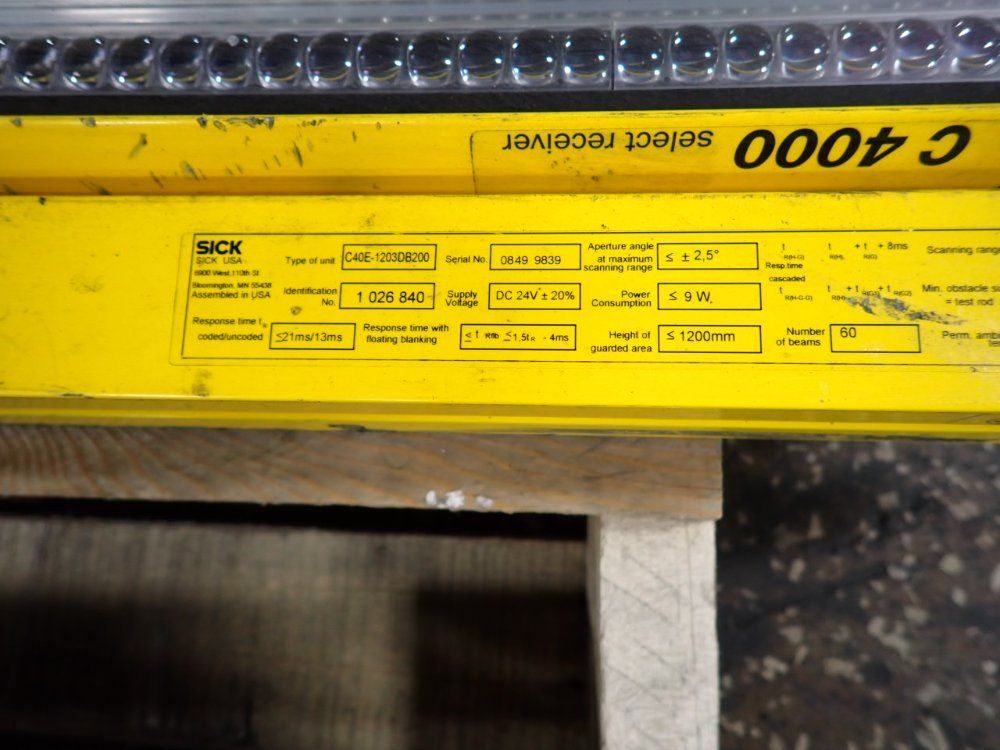 C 4000
select receiver
SICK
SICK USA
6900 West 110th St
Bloomington, MN 55438
Assembled in USA
Type of unit C40E-1203DB200
Serial No. 0849 9839
Aperture angle
at maximum
scanning range ≤ ± 2,5°
Resp.time
cascaded
t R(H-G) t R(H), + t R(G) + 8ms
Scanning rang
Identification
No. 1 026 840
Supply
Voltage DC 24V ± 20%
Power
Consumption ≤ 9 W
t R(H-G-G) t R(H)
Min. obstacle s
= test rod
Response time t
coded/uncoded ≤21ms/13ms
Response time with
floating blanking
Height of
guarded area ≤ 1200mm
Number
of beams 60
Perm. amb